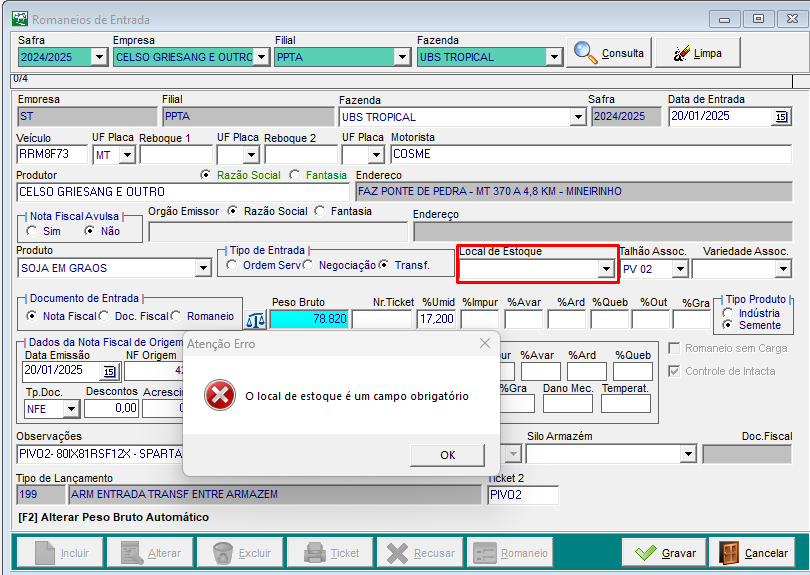 Romaneios de Entrada
Safra Empresa Filial Fazenda
2024/2025 CELSO GRIESANG E OUTRC PPTA UBS TROPICAL Consulta Limpa
0/4
Empresa Filial Fazenda Safra Data de Entrada
ST PPTA UBS TROPICAL 2024/2025 20/01/2025 15
Veículo UF Placa Reboque 1 UF Placa Reboque 2 UF Placa Motorista
RRM8F73 MT COSME
Produtor Razão Social Fantasia Endereço
CELSO GRIESANG E OUTRO FAZ PONTE DE PEDRA - MT 370 A 4,8 KM - MINEIRINHO
Nota Fiscal Avulsa Orgão Emissor Razão Social Fantasia Endereço
Sim Não
Produto Tipo de Entrada Local de Estoque Talhão Assoc. Variedade Assoc.
SOJA EM GRAOS Ordem Serv Negociação Transf. PV 02
Documento de Entrada Peso Bruto Nr.Ticket %Umid %Impur %Avar %Ard %Queb %Out %Gra Tipo Produto
Nota Fiscal Doc. Fiscal Romaneio 78.820 17,200 Indústria
Semente
Dados da Nota Fiscal de Origem Atenção Erro
Data Emissão NF Origem ur %Avar %Ard %Queb Romaneio sem Carga
20/01/2025 15 42 Controle de Intacta
Tp.Doc. Descontos Acrescir %Gra Dano Mec. Temperat.
NFE 0,00 0, O local de estoque é um campo obrigatório
Observações Silo Armazém Doc.Fiscal
PIVO2- 80IX81RSF12X - SPARTA OK
Tipo de Lançamento Ticket 2
199 ARM ENTRADA TRANSF ENTRE ARMAZEM PIVO2
[F2] Alterar Peso Bruto Automático
Incluir Alterar Excluir Ticket Recusar Romaneio Gravar Cancelar